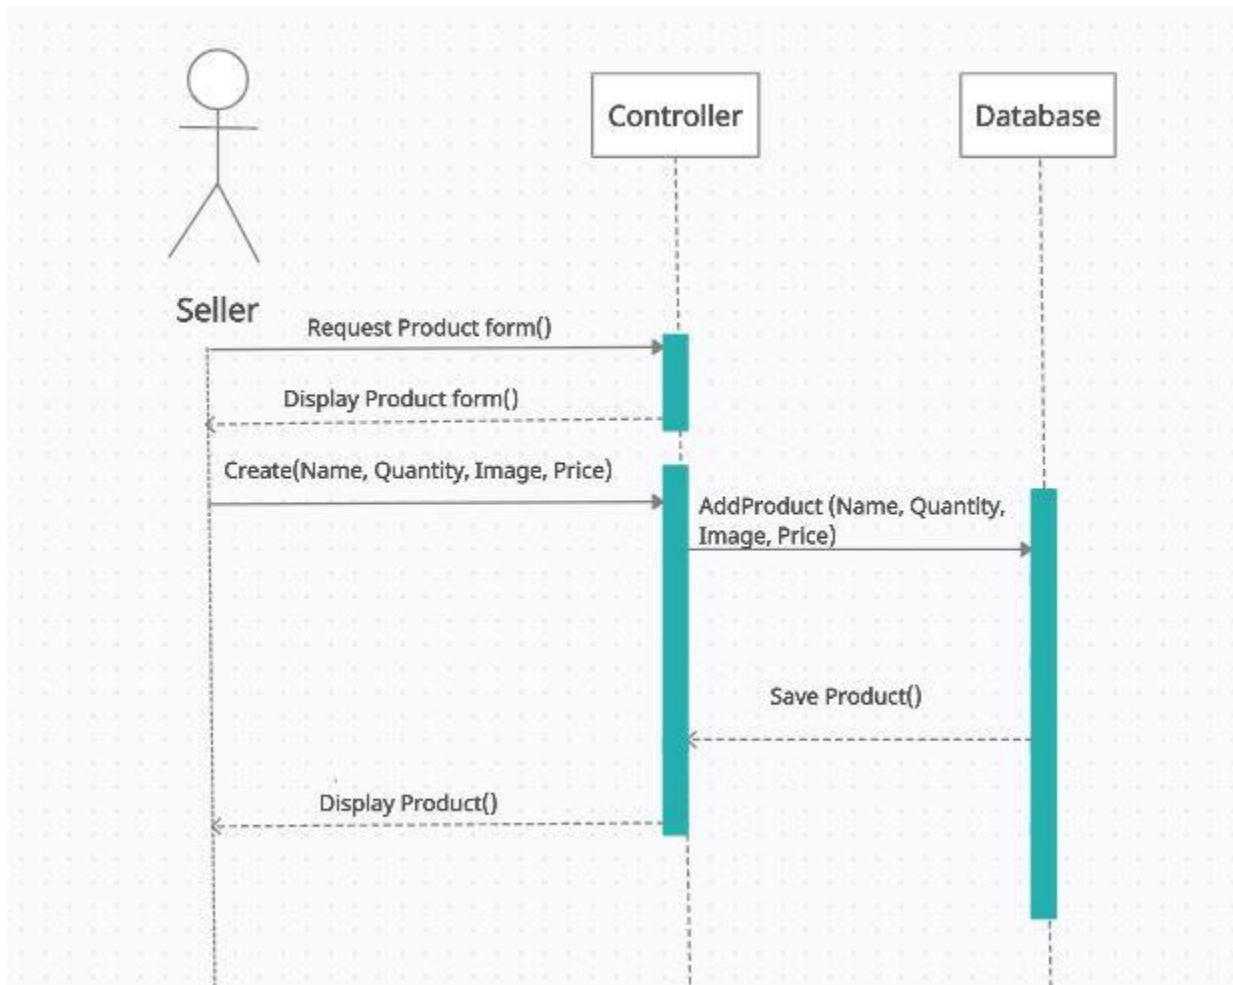 Controller
Database
Seller
Request Product form()
Display Product form()
Create(Name, Quantity, Image, Price)
AddProduct (Name, Quantity,
Image, Price)
Save Product()
Display Product()